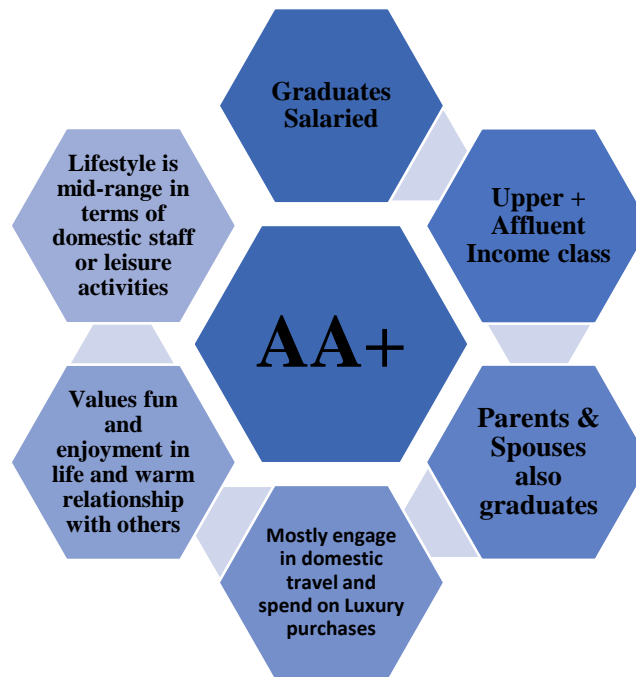 Graduates
Salaried
Upper +
Affluent
Income class
Parents &
Spouses
also
graduates
Mostly engage
in domestic
travel and
spend on Luxury
purchases
Values fun
and
enjoyment in
life and warm
relationship
with others
Lifestyle is
mid-range in
terms of
domestic staff
or leisure
activities
AA+